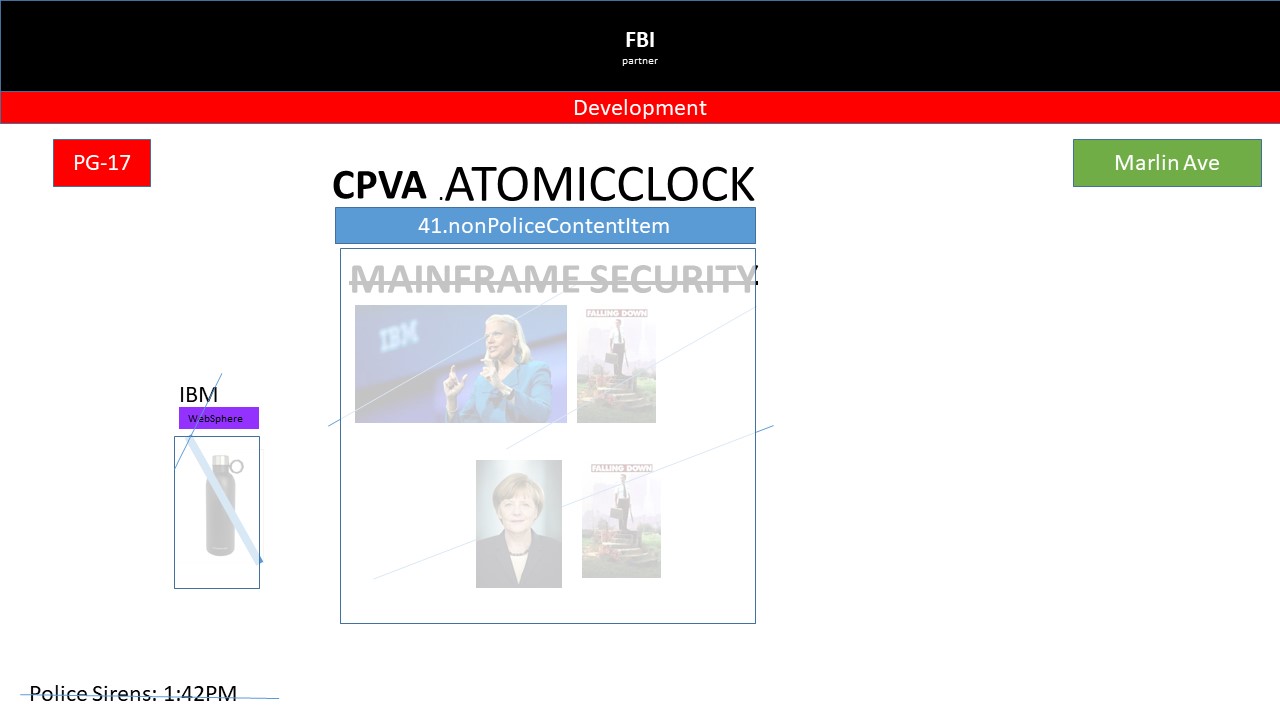 FBI
partner
Development
PG-17
Marlin Ave
CPVA .ATOMICCLOCK
41.nonPoliceContentItem
MAINFRAME SECURITY
IBM
FALLING DOWN
IBM
WebSphere
FALLING DOWN
Police Sirens: 1:42PM